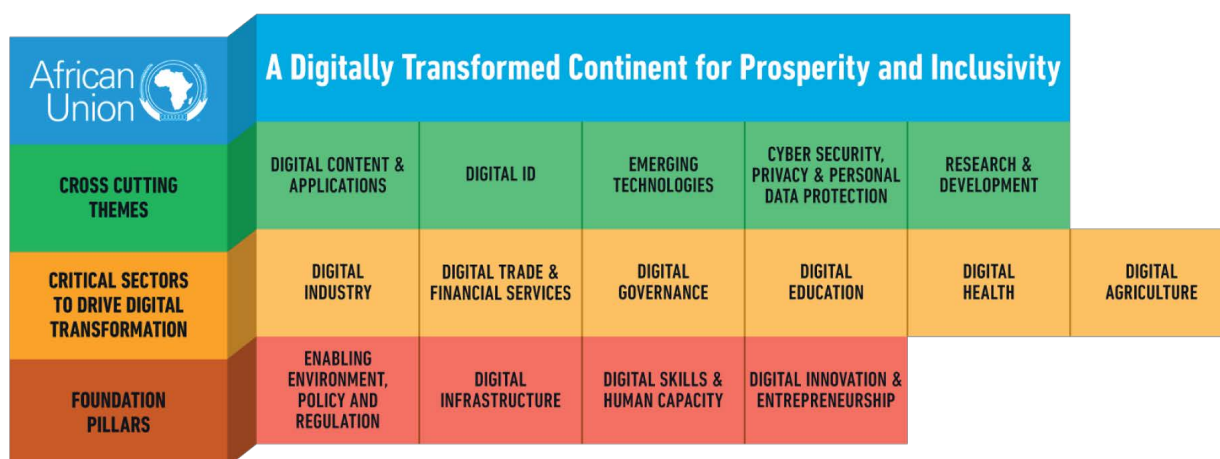 African
Union
A Digitally Transformed Continent for Prosperity and Inclusivity
CROSS CUTTING
THEMES
DIGITAL CONTENT &
APPLICATIONS
DIGITAL ID
EMERGING
TECHNOLOGIES
CYBER SECURITY,
PRIVACY & PERSONAL
DATA PROTECTION
RESEARCH &
DEVELOPMENT
CRITICAL SECTORS
TO DRIVE DIGITAL
TRANSFORMATION
DIGITAL
INDUSTRY
DIGITAL TRADE &
FINANCIAL SERVICES
DIGITAL
GOVERNANCE
DIGITAL
EDUCATION
DIGITAL
HEALTH
DIGITAL
AGRICULTURE
FOUNDATION
PILLARS
ENABLING
ENVIRONMENT,
POLICY AND
REGULATION
DIGITAL
INFRASTRUCTURE
DIGITAL SKILLS &
HUMAN CAPACITY
DIGITAL INNOVATION &
ENTREPRENEURSHIP